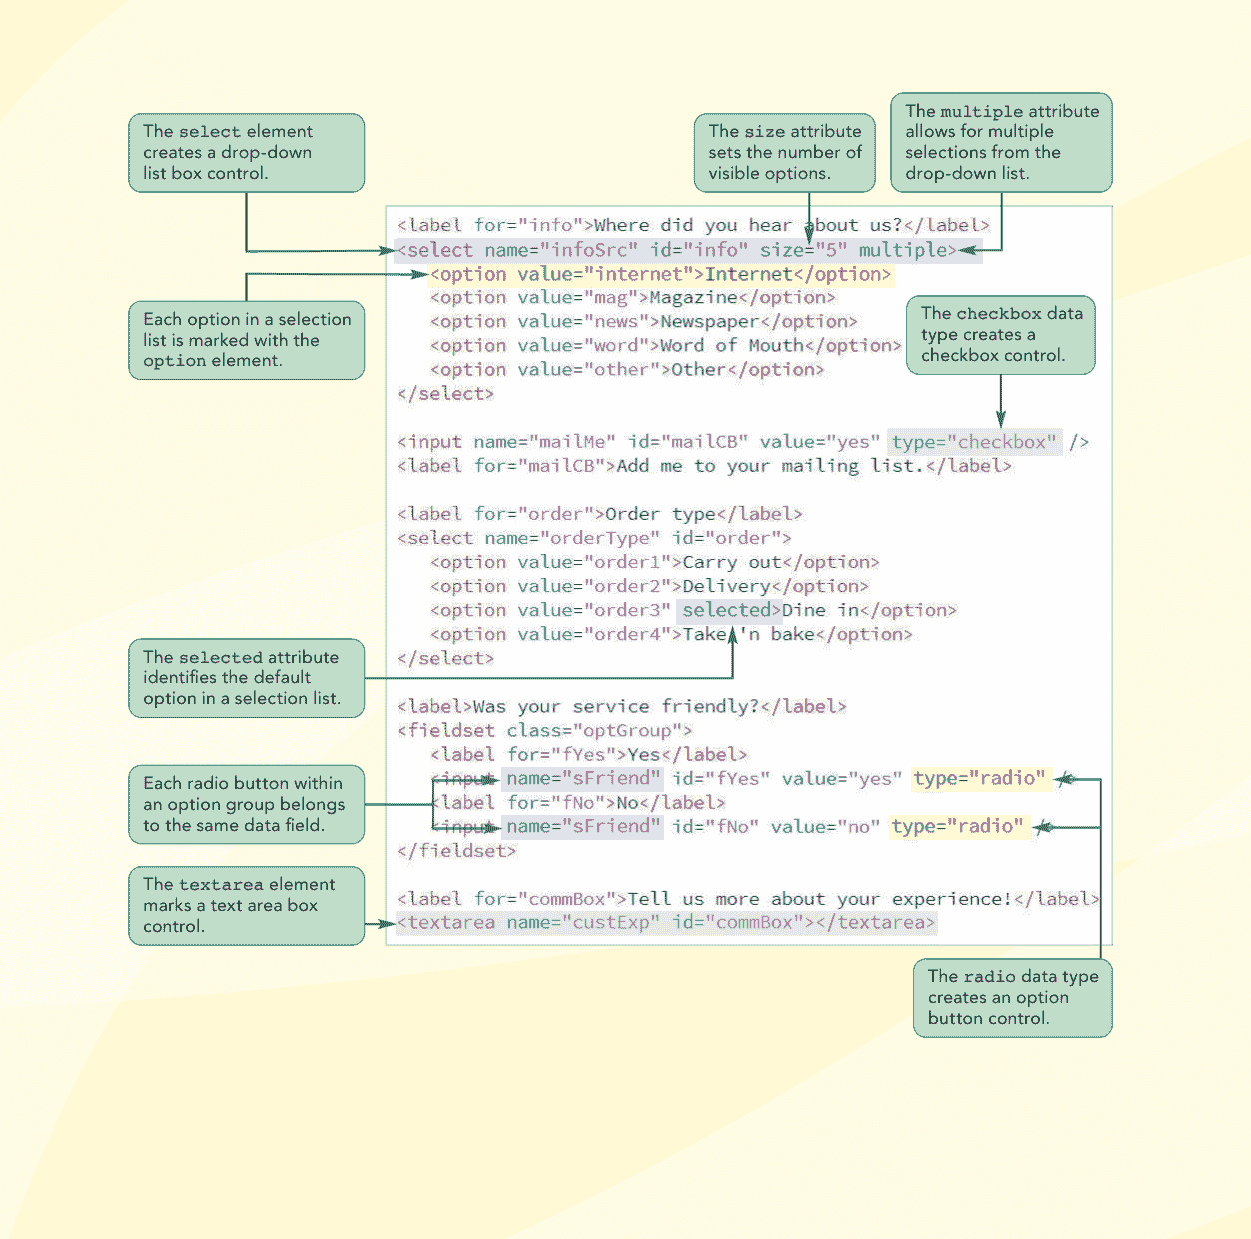 The select element
creates a drop-down
list box control.
The size attribute
sets the number of
visible options.
The multiple attribute
allows for multiple
selections from the
drop-down list.
<label for="info">Where did you hear about us?</label>
<select name="infoSrc" id="info" size="5" multiple>
<option value="internet">Internet</option>
<option value="mag">Magazine</option>
<option value="news">Newspaper</option>
<option value="word">Word of Mouth</option>
<option value="other">Other</option>
</select>
Each option in a selection
list is marked with the
option element.
The checkbox data
type creates a
checkbox control.
<input name="mailMe" id="mailCB" value="yes" type="checkbox" />
<label for="mailCB">Add me to your mailing list.</label>
<label for="order">Order type</label>
<select name="orderType" id="order">
<option value="order1">Carry out</option>
<option value="order2">Delivery</option>
<option value="order3" selected>Dine in</option>
<option value="order4">Take 'n bake</option>
</select>
The selected attribute
identifies the default
option in a selection list.
<label>Was your service friendly?</label>
<fieldset class="optGroup">
<label for="fYes">Yes</label>
<input name="sFriend" id="fYes" value="yes" type="radio" />
<label for="fNo">No</label>
<input name="sFriend" id="fNo" value="no" type="radio" />
</fieldset>
Each radio button within
an option group belongs
to the same data field.
The textarea element
marks a text area box
control.
<label for="commBox">Tell us more about your experience!</label>
<textarea name="custExp" id="commBox"></textarea>
The radio data type
creates an option
button control.